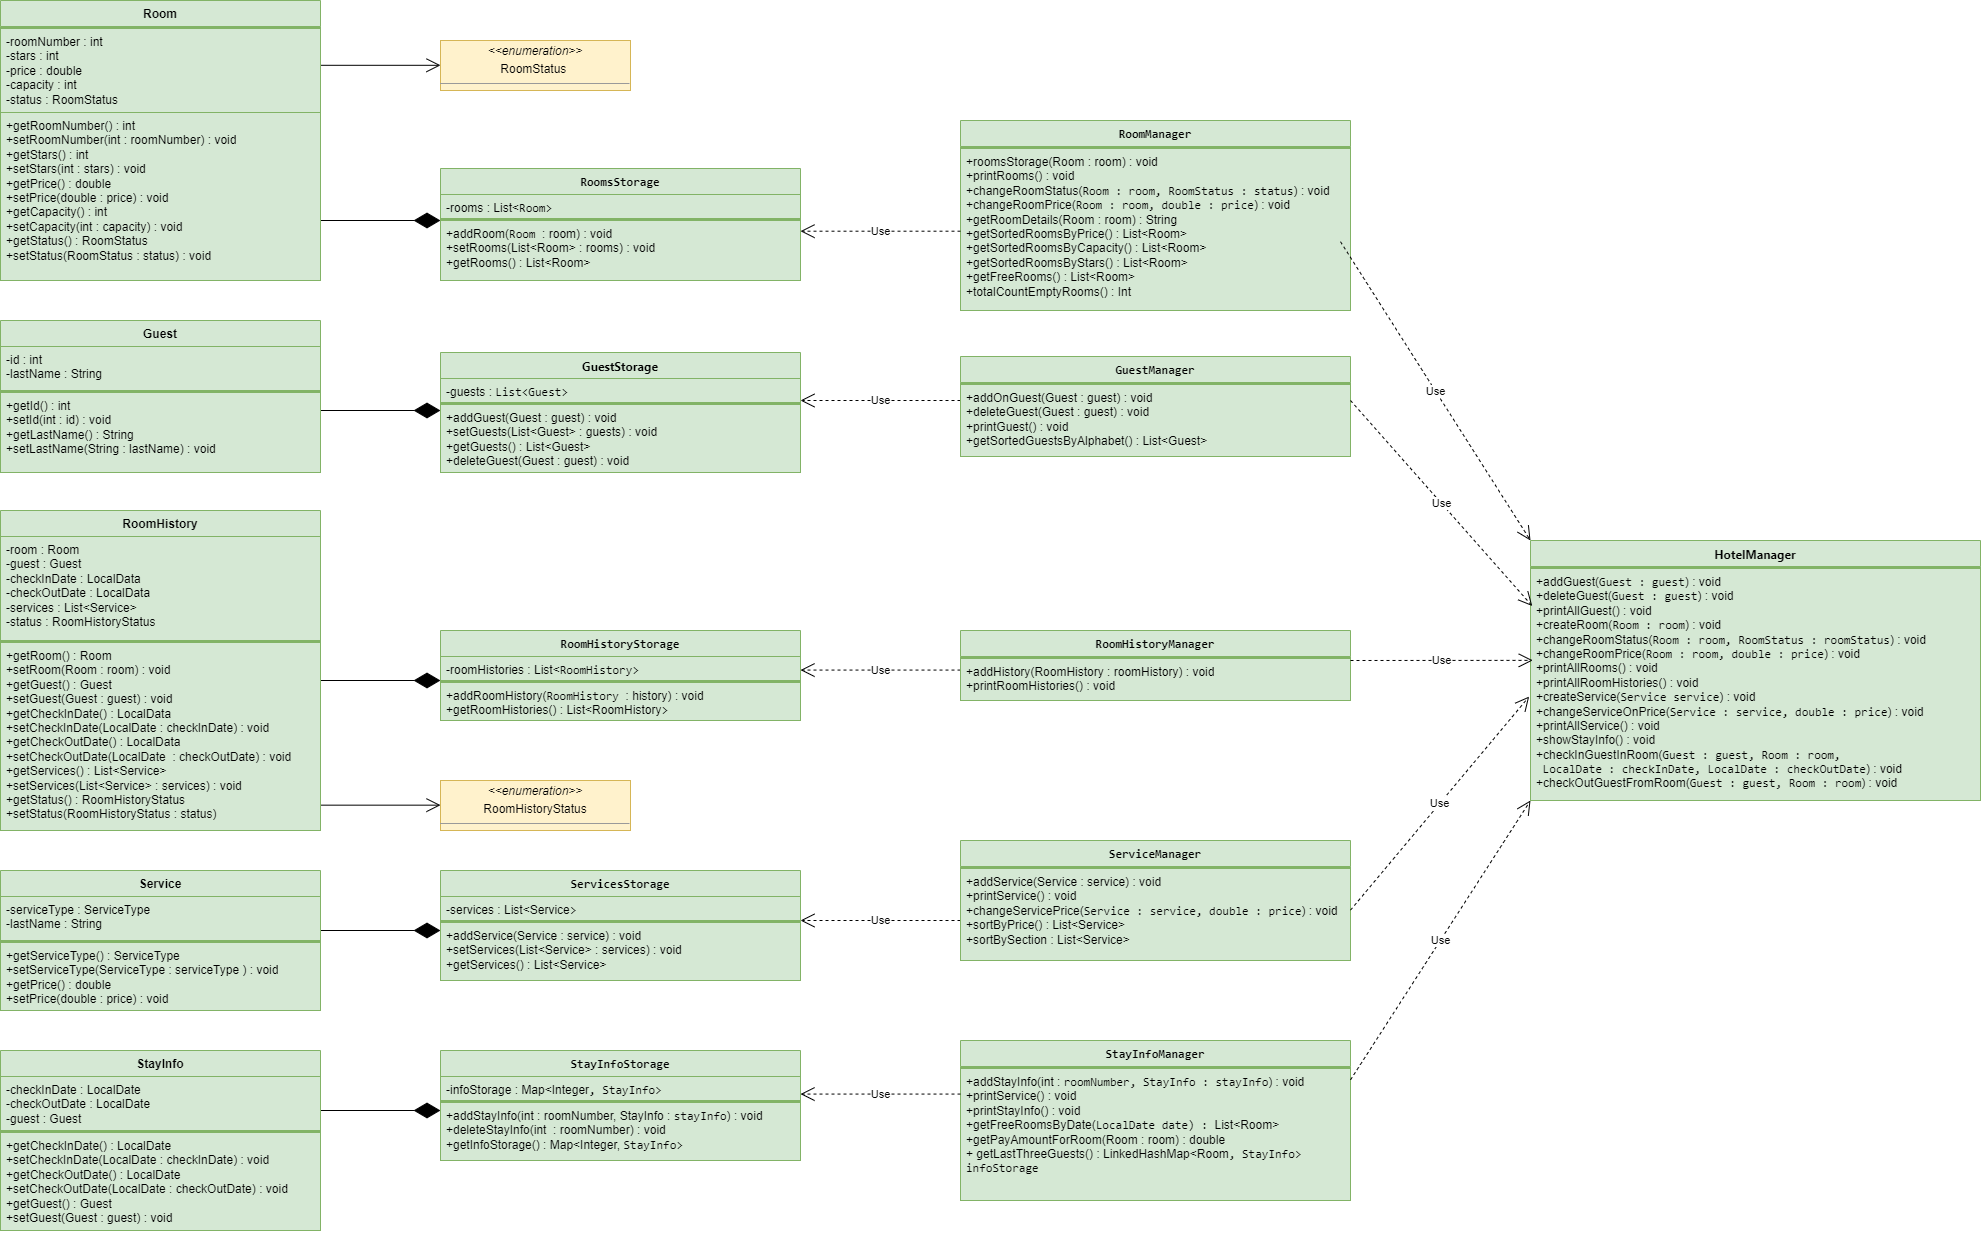 Room
-roomNumber : int
-stars : int
-price : double
-capacity : int
-status : RoomStatus
+getRoomNumber() : int
+setRoomNumber(int : roomNumber) : void
+getStars() : int
+setStars(int : stars) : void
+getPrice() : double
+setPrice(double : price) : void
+getCapacity() : int
+setCapacity(int : capacity) : void
+getStatus() : RoomStatus
+setStatus(RoomStatus : status) : void
<<enumeration>>
RoomStatus
RoomsStorage
-rooms : List<Room>
+addRoom(Room : room) : void
+setRooms(List<Room> : rooms) : void
+getRooms() : List<Room>
Use
RoomManager
+roomsStorage(Room : room) : void
+printRooms() : void
+changeRoomStatus(Room : room, RoomStatus : status) : void
+changeRoomPrice(Room : room, double : price) : void
+getRoomDetails(Room : room) : String
+getSortedRoomsByPrice() : List<Room>
+getSortedRoomsByCapacity() : List<Room>
+getSortedRoomsByStars() : List<Room>
+getFreeRooms() : List<Room>
+totalCountEmptyRooms() : Int
Use
Guest
-id : int
-lastName : String
+getId() : int
+setId(int : id) : void
+getLastName() : String
+setLastName(String : lastName) : void
GuestStorage
-guests : List<Guest>
+addGuest(Guest : guest) : void
+setGuests(List<Guest> : guests) : void
+getGuests() : List<Guest>
+deleteGuest(Guest : guest) : void
Use
GuestManager
+addOnGuest(Guest : guest) : void
+deleteGuest(Guest : guest) : void
+printGuest() : void
+getSortedGuestsByAlphabet() : List<Guest>
Use
RoomHistory
-room : Room
-guest : Guest
-checkInDate : LocalData
-checkOutDate : LocalData
-services : List<Service>
-status : RoomHistoryStatus
+getRoom() : Room
+setRoom(Room : room) : void
+getGuest() : Guest
+setGuest(Guest : guest) : void
+getCheckInDate() : LocalData
+setCheckInDate(LocalDate : checkInDate) : void
+getCheckOutDate() : LocalData
+setCheckOutDate(LocalDate : checkOutDate) : void
+getServices() : List<Service>
+setServices(List<Service> : services) : void
+getStatus() : RoomHistoryStatus
+setStatus(RoomHistoryStatus : status)
RoomHistoryStorage
-roomHistories : List<RoomHistory>
+addRoomHistory(RoomHistory : history) : void
+getRoomHistories() : List<RoomHistory>
Use
RoomHistoryManager
+addHistory(RoomHistory : roomHistory) : void
+printRoomHistories() : void
Use
<<enumeration>>
RoomHistoryStatus
HotelManager
+addGuest(Guest : guest) : void
+deleteGuest(Guest : guest) : void
+printAllGuest() : void
+createRoom(Room : room) : void
+changeRoomStatus(Room : room, RoomStatus : roomStatus) : void
+changeRoomPrice(Room : room, double : price) : void
+printAllRooms() : void
+printAllRoomHistories() : void
+createService(Service service) : void
+changeServiceOnPrice(Service : service, double : price) : void
+printAllService() : void
+showStayInfo() : void
+checkInGuestInRoom(Guest : guest, Room : room,
LocalDate : checkInDate, LocalDate : checkOutDate) : void
+checkOutGuestFromRoom(Guest : guest, Room : room) : void
Service
-serviceType : ServiceType
-lastName : String
+getServiceType() : ServiceType
+setServiceType(ServiceType : serviceType ) : void
+getPrice() : double
+setPrice(double : price) : void
ServicesStorage
-services : List<Service>
+addService(Service : service) : void
+setServices(List<Service> : services) : void
+getServices() : List<Service>
Use
ServiceManager
+addService(Service : service) : void
+printService() : void
+changeServicePrice(Service : service, double : price) : void
+sortByPrice() : List<Service>
+sortBySection : List<Service>
Use
StayInfo
-checkInDate : LocalDate
-checkOutDate : LocalDate
-guest : Guest
+getCheckInDate() : LocalDate
+setCheckInDate(LocalDate : checkInDate) : void
+getCheckOutDate() : LocalDate
+setCheckOutDate(LocalDate : checkOutDate) : void
+getGuest() : Guest
+setGuest(Guest : guest) : void
StayInfoStorage
-infoStorage : Map<Integer, StayInfo>
+addStayInfo(int : roomNumber, StayInfo : stayInfo) : void
+deleteStayInfo(int : roomNumber) : void
+getInfoStorage() : Map<Integer, StayInfo>
Use
StayInfoManager
+addStayInfo(int : roomNumber, StayInfo : stayInfo) : void
+printService() : void
+printStayInfo() : void
+getFreeRoomsByDate(LocalDate date) : List<Room>
+getPayAmountForRoom(Room : room) : double
+ getLastThreeGuests() : LinkedHashMap<Room, StayInfo>
infoStorage
Use